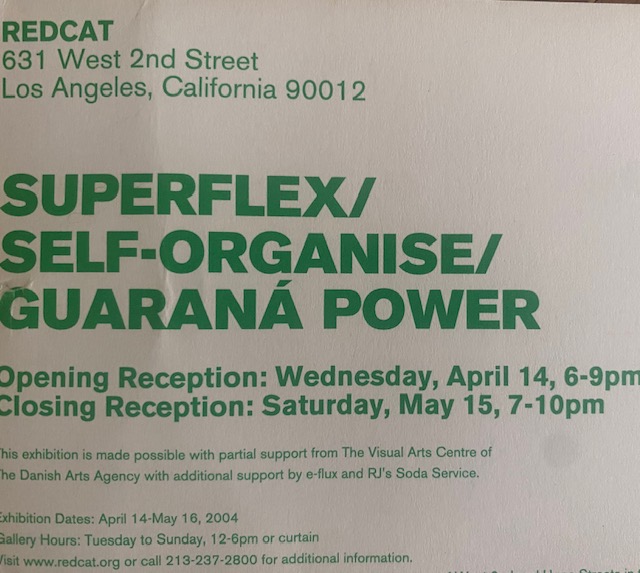 REDCAT
631 West 2nd Street
Los Angeles, California 90012
SUPERFLEX/
SELF-ORGANISE/
GUARANÁ POWER
Opening Reception: Wednesday, April 14, 6-9pm
Closing Reception: Saturday, May 15, 7-10pm
This exhibition is made possible with partial support from The Visual Arts Centre of
The Danish Arts Agency with additional support by e-flux and RJ's Soda Service.
Exhibition Dates: April 14-May 16, 2004
Gallery Hours: Tuesday to Sunday, 12-6pm or curtain
Visit www.redcat.org or call 213-237-2800 for additional information.